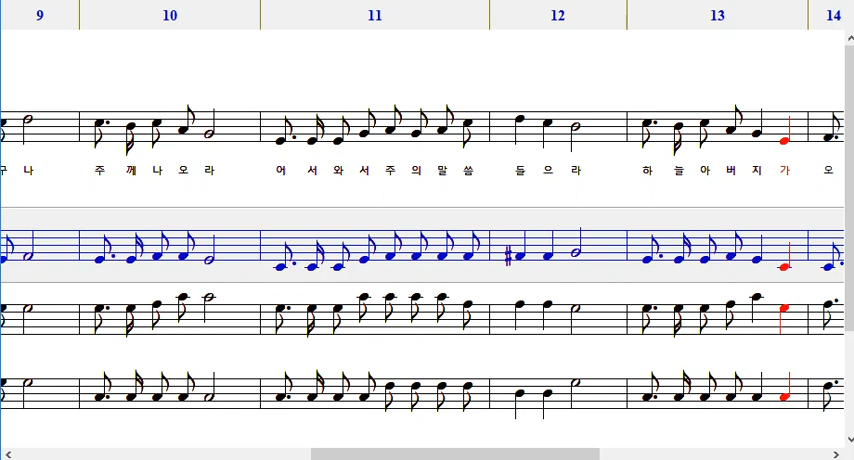 9 10 11 12 13 14
구 나 주 께 나 오 라 어 서 와 서 주 의 말 씀 들 으 라 하 늘 아 버 지 가 오